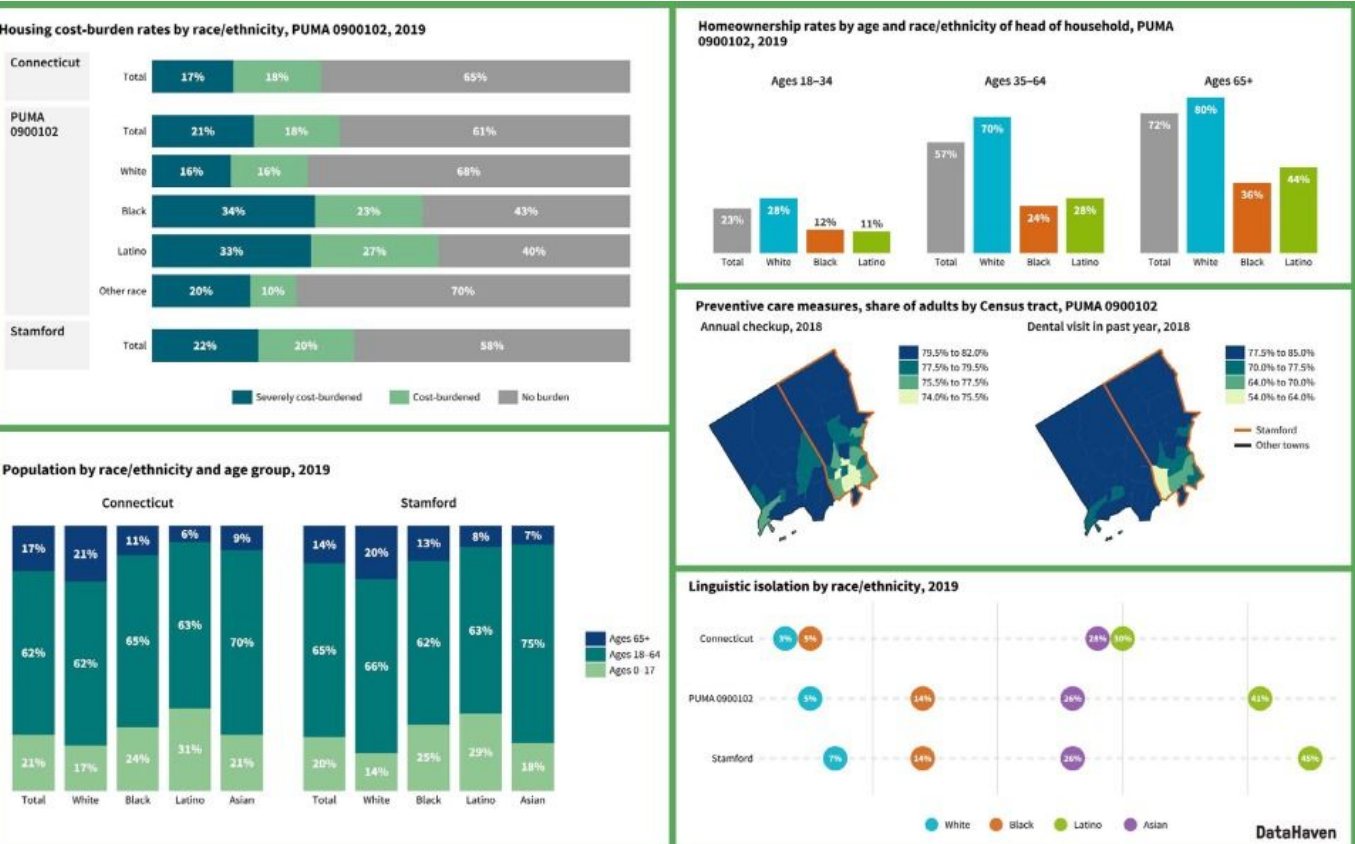 Housing cost-burden rates by race/ethnicity, PUMA 0900102, 2019
Connecticut
Total 17% 18% 65%
PUMA
0900102
Total 21% 18% 61%
White 16% 16% 68%
Black 34% 23% 43%
Latino 33% 27% 40%
Other race 20% 10% 70%
Stamford
Total 22% 20% 58%
Severely cost-burdened Cost-burdened No burden
Population by race/ethnicity and age group, 2019
Connecticut Stamford
17% 21% 11% 6% 9% 14% 20% 13% 8% 7%
62% 62% 65% 63% 70% 65% 66% 62% 63% 75%
21% 17% 24% 31% 21% 20% 14% 25% 29% 18%
Total White Black Latino Asian Total White Black Latino Asian
Ages 65+
Ages 18–64
Ages 0–17
Homeownership rates by age and race/ethnicity of head of household, PUMA
0900102, 2019
Ages 18–34 Ages 35–64 Ages 65+
23% 28% 12% 11% 57% 70% 24% 28% 72% 80% 36% 44%
Total White Black Latino Total White Black Latino Total White Black Latino
Preventive care measures, share of adults by Census tract, PUMA 0900102
Annual checkup, 2018 Dental visit in past year, 2018
79.5% to 82.0%
77.5% to 79.5%
75.5% to 77.5%
74.0% to 75.5%
77.5% to 85.0%
70.0% to 77.5%
64.0% to 70.0%
54.0% to 64.0%
Stamford
Other towns
Linguistic isolation by race/ethnicity, 2019
Connecticut 3% 5% 28% 30%
PUMA 0900102 5% 14% 26% 41%
Stamford 7% 14% 26% 45%
White Black Latino Asian
DataHaven